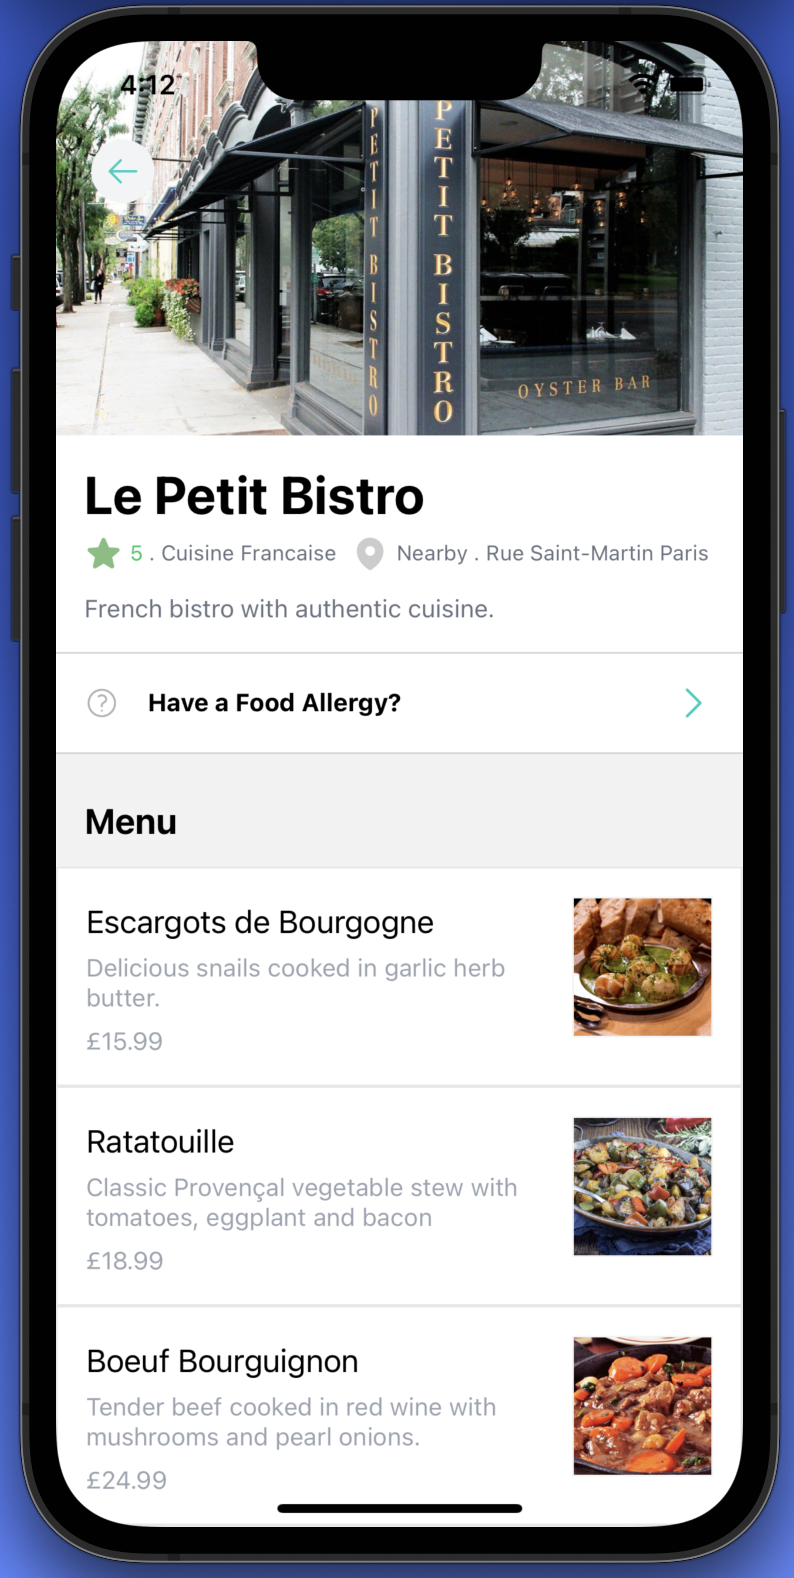 4:12
PETIT BISTRO
PETIT BISTRO
OYSTER BAR
Le Petit Bistro
5 . Cuisine Francaise Nearby . Rue Saint-Martin Paris
French bistro with authentic cuisine.
? Have a Food Allergy?
Menu
Escargots de Bourgogne
Delicious snails cooked in garlic herb
butter.
£15.99
Ratatouille
Classic Provençal vegetable stew with
tomatoes, eggplant and bacon
£18.99
Boeuf Bourguignon
Tender beef cooked in red wine with
mushrooms and pearl onions.
£24.99